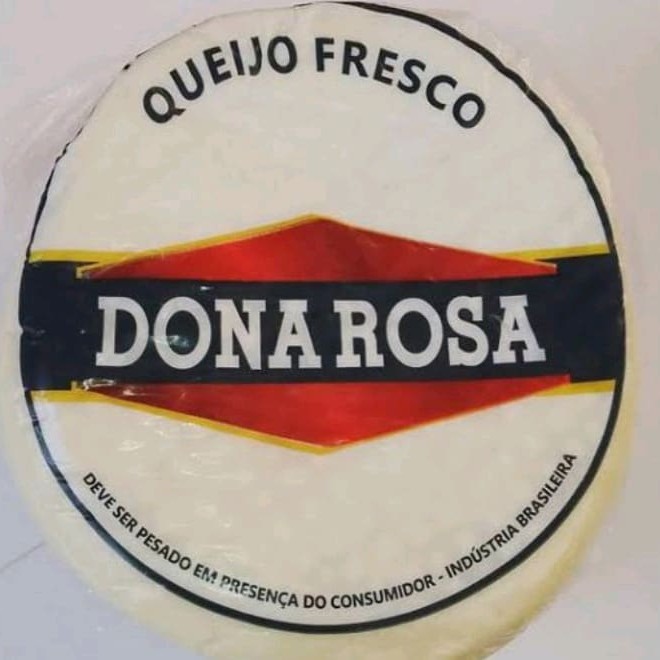 QUEIJO FRESCO
DONA ROSA
DEVE SER PESADO EM PRESENÇA DO CONSUMIDOR - INDÚSTRIA BRASILEIRA